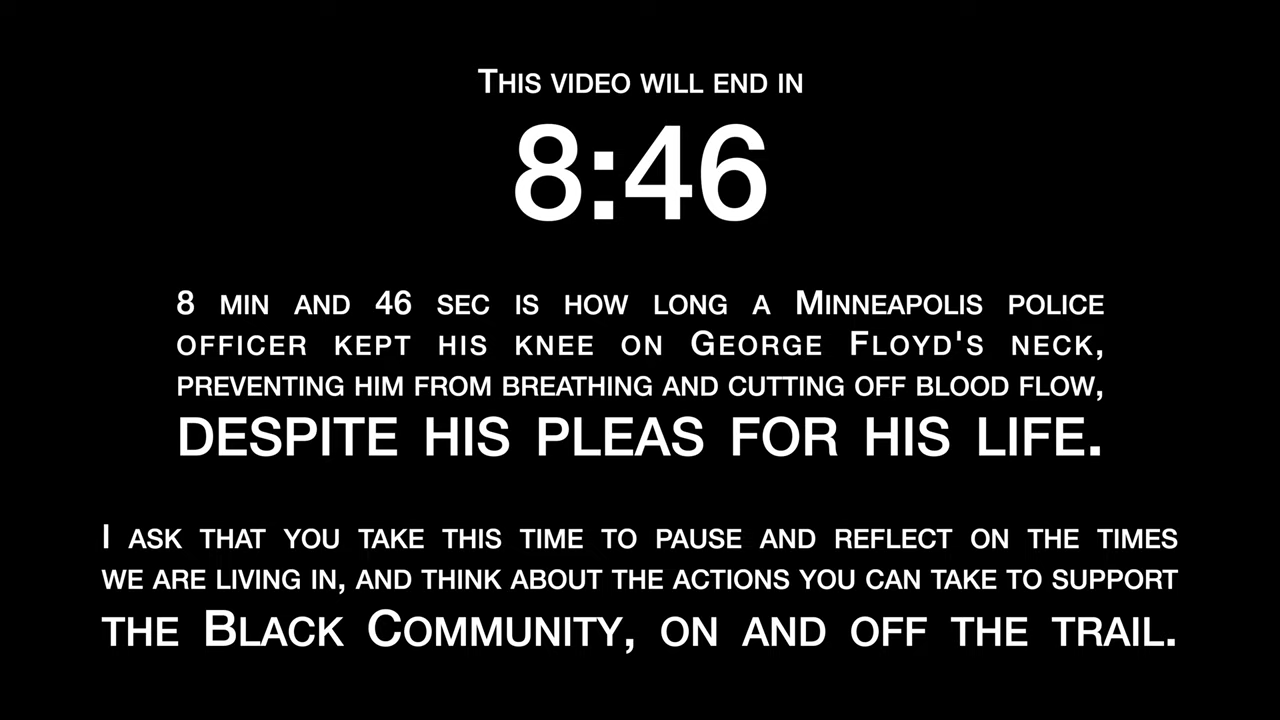 This video will end in
8:46
8 min and 46 sec is how long a Minneapolis police
officer kept his knee on George Floyd's neck,
preventing him from breathing and cutting off blood flow,
DESPITE HIS PLEAS FOR HIS LIFE.
I ask that you take this time to pause and reflect on the times
we are living in, and think about the actions you can take to support
the Black Community, on and off the trail.